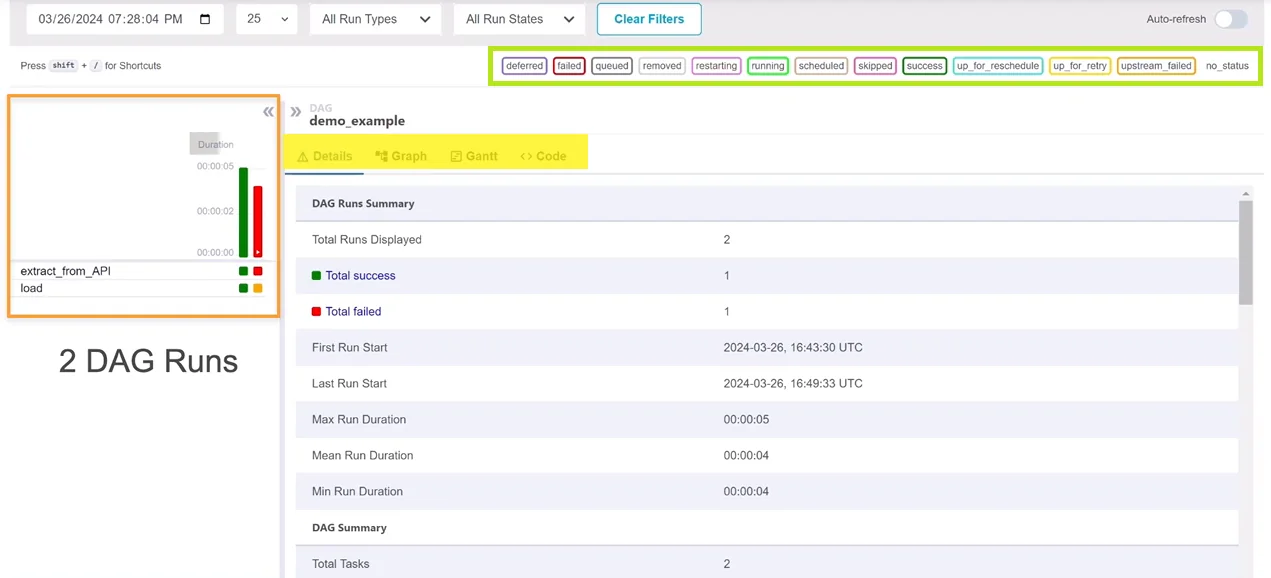 03/26/2024 07:28:04 PM 25 All Run Types All Run States Clear Filters Auto-refresh
Press shift + / for Shortcuts
deferred failed queued removed restarting running scheduled skipped success up_for_reschedule up_for_retry upstream_failed no_status
Duration
00:00:05
00:00:02
00:00:00
extract_from_API
load
2 DAG Runs
DAG
demo_example
Details Graph Gantt <> Code
DAG Runs Summary
Total Runs Displayed 2
Total success 1
Total failed 1
First Run Start 2024-03-26, 16:43:30 UTC
Last Run Start 2024-03-26, 16:49:33 UTC
Max Run Duration 00:00:05
Mean Run Duration 00:00:04
Min Run Duration 00:00:04
DAG Summary
Total Tasks 2